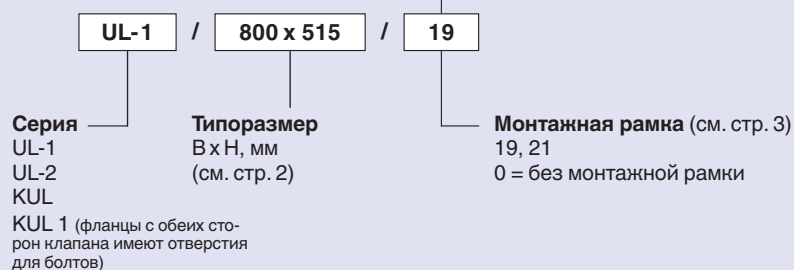 UL-1 / 800 x 515 / 19
Серия
UL-1
UL-2
KUL
KUL 1 (фланцы с обеих сто-
рон клапана имеют отверстия
для болтов)
Типоразмер
B x H, мм
(см. стр. 2)
Монтажная рамка (см. стр. 3)
19, 21
0 = без монтажной рамки